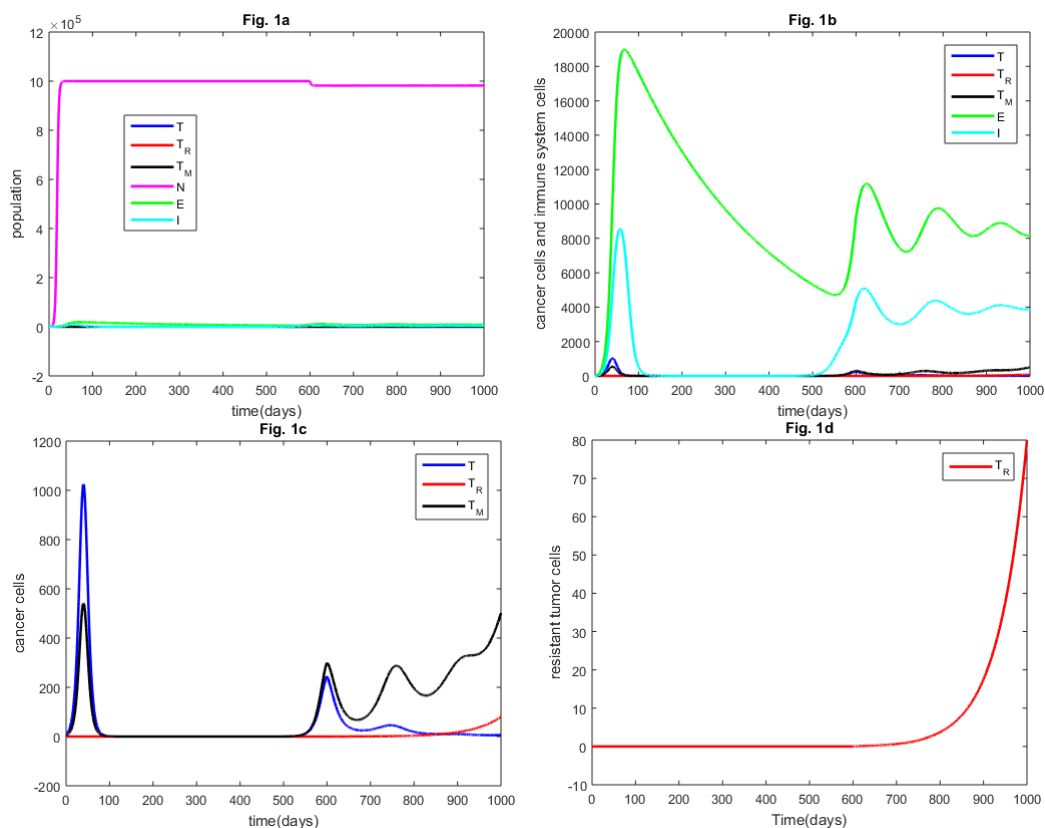 Fig. 1a
×10^5
12
10
8
6
4
2
0
-2
population
T
T_R
T_M
N
E
I
0 100 200 300 400 500 600 700 800 900 1000
time(days)
Fig. 1b
20000
18000
16000
14000
12000
10000
8000
6000
4000
2000
0
cancer cells and immune system cells
T
T_R
T_M
E
I
0 100 200 300 400 500 600 700 800 900 1000
time(days)
Fig. 1c
1200
1000
800
600
400
200
0
-200
cancer cells
T
T_R
T_M
0 100 200 300 400 500 600 700 800 900 1000
time(days)
Fig. 1d
80
70
60
50
40
30
20
10
0
-10
resistant tumor cells
T_R
0 100 200 300 400 500 600 700 800 900 1000
Time(days)